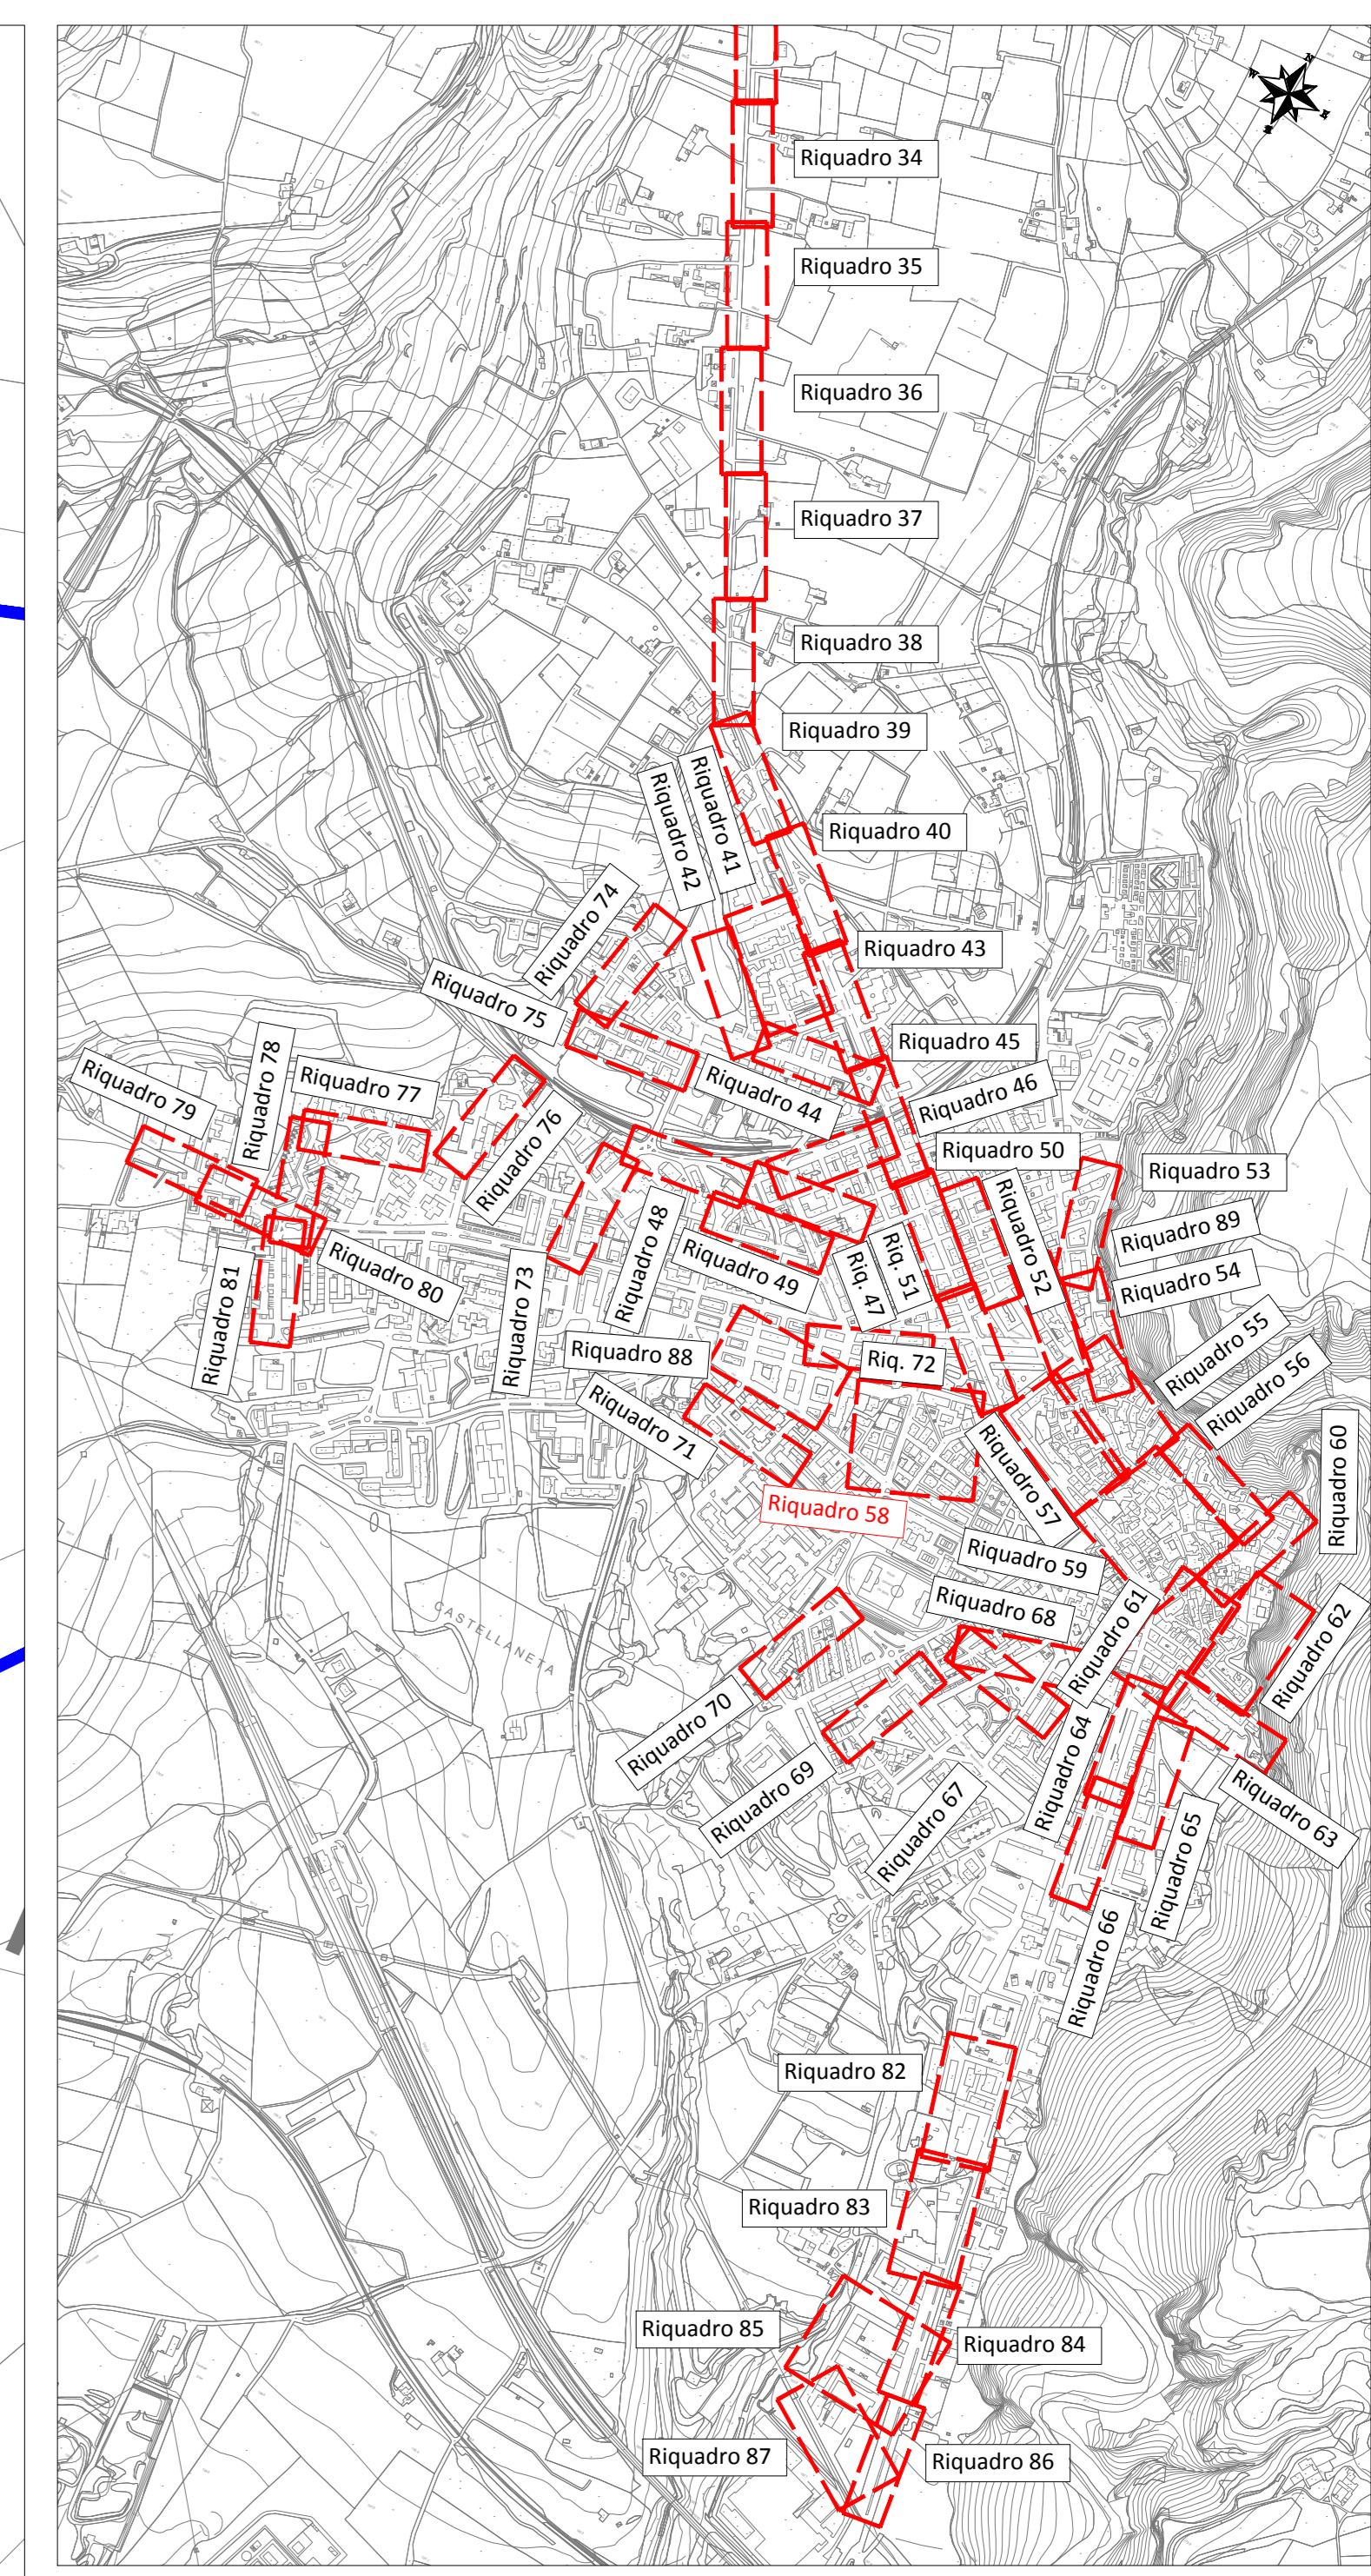 N
W
Riquadro 34
Riquadro 35
Riquadro 36
Riquadro 37
Riquadro 38
Riquadro 39
Riquadro 41
Riquadro 42
Riquadro 40
Riquadro 74
Riquadro 43
Riquadro 75
Riquadro 45
Riquadro 78
Riquadro 77
Riquadro 79
Riquadro 44
Riquadro 46
Riquadro 76
Riquadro 50
Riquadro 53
Riquadro 52
Riquadro 48
Riquadro 89
Riquadro 49
Riq. 47
Riq. 51
Riquadro 80
Riquadro 81
Riquadro 73
Riquadro 54
Riquadro 88
Riq. 72
Riquadro 55
Riquadro 56
Riquadro 71
Riquadro 57
Riquadro 60
Riquadro 58
Riquadro 59
CASTELLANETA
Riquadro 68
Riquadro 61
Riquadro 62
Riquadro 70
Riquadro 64
Riquadro 69
Riquadro 67
Riquadro 63
Riquadro 65
Riquadro 66
Riquadro 82
Riquadro 83
Riquadro 85
Riquadro 84
Riquadro 87
Riquadro 86